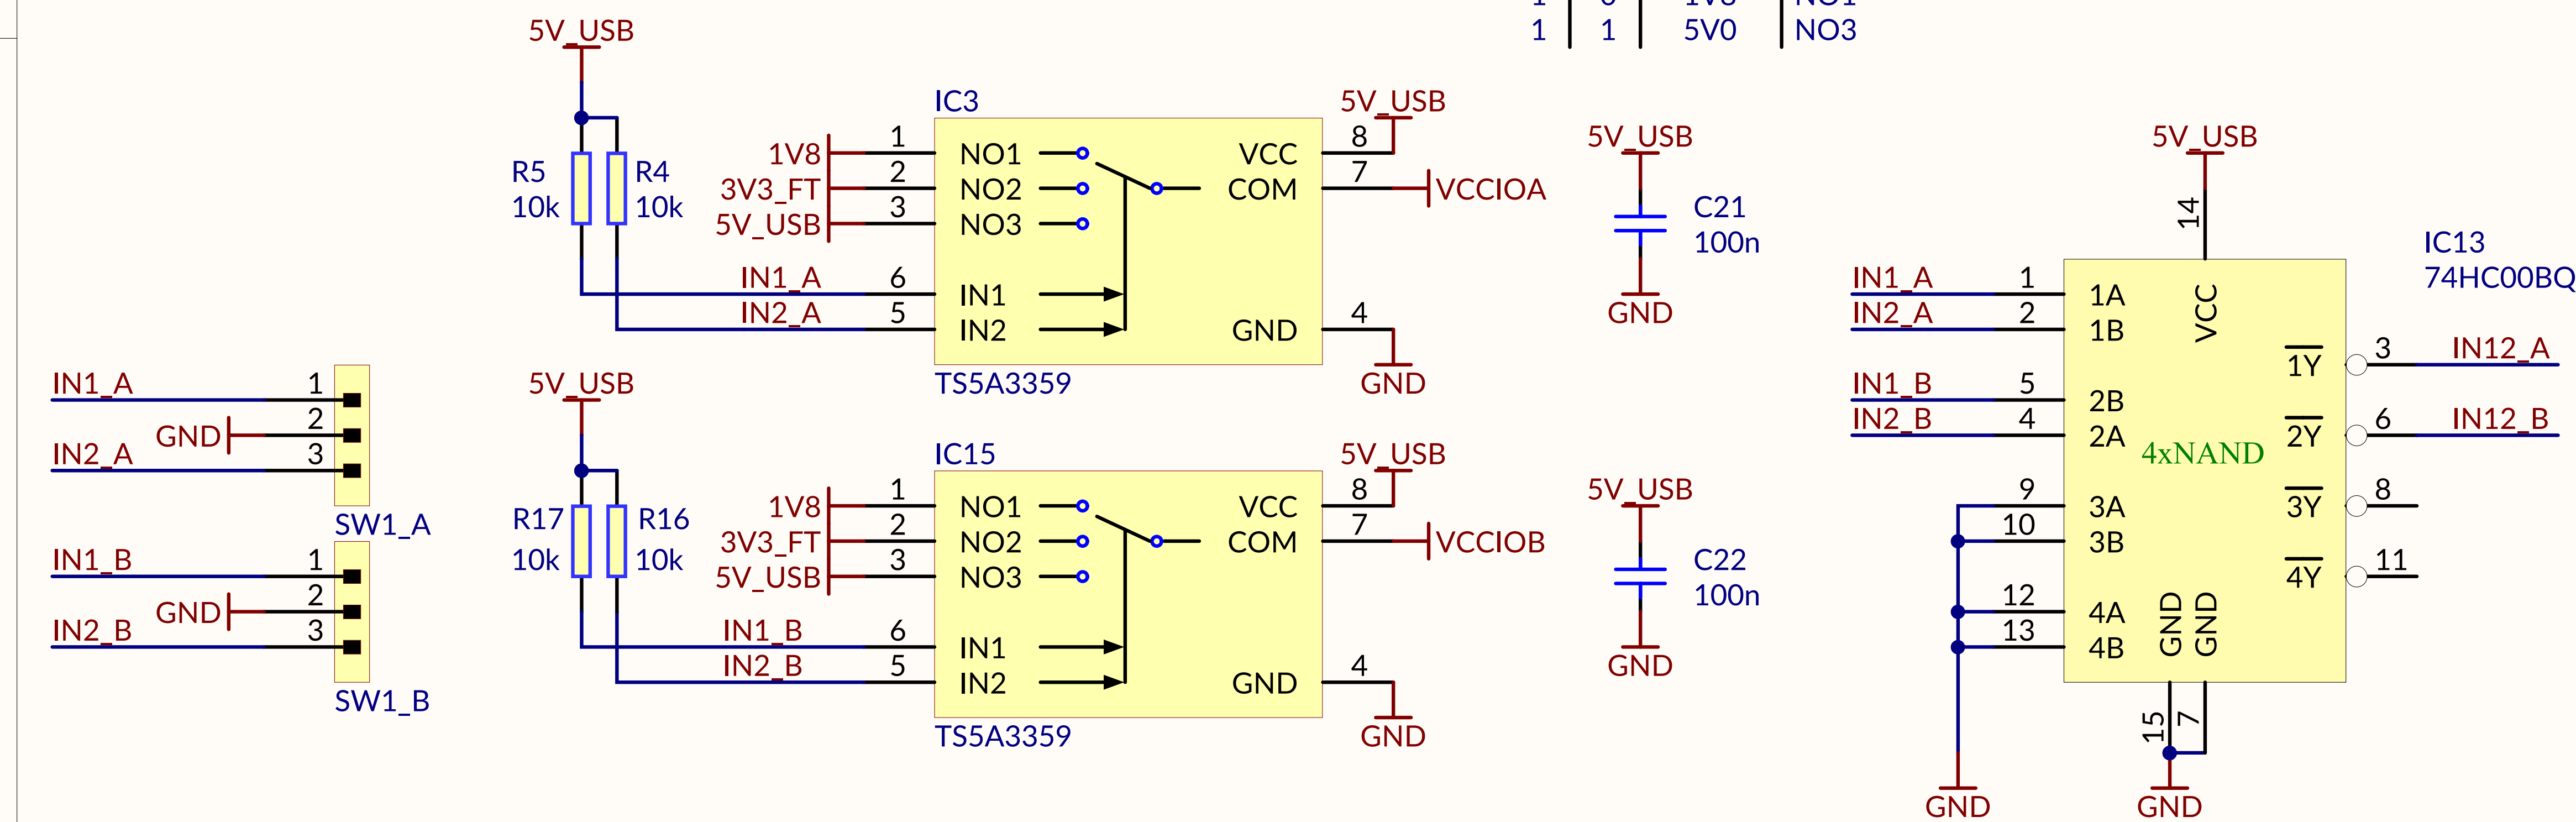 1 1 5V0 NO3
5V_USB
R5
10k
R4
10k
IC3
1V8 1 NO1
3V3_FT 2 NO2
5V_USB 3 NO3
IN1_A 6 IN1
IN2_A 5 IN2
VCC 8 5V_USB
COM 7 VCCIOA
GND 4
GND
TS5A3359
5V_USB
C21
100n
GND
IN1_A 1
GND 2
IN2_A 3
SW1_A
IN1_B 1
GND 2
IN2_B 3
SW1_B
5V_USB
R17
10k
R16
10k
IC15
1V8 1 NO1
3V3_FT 2 NO2
5V_USB 3 NO3
IN1_B 6 IN1
IN2_B 5 IN2
VCC 8 5V_USB
COM 7 VCCIOB
GND 4
GND
TS5A3359
5V_USB
C22
100n
GND
5V_USB
14
VCC
IC13
74HC00BQ
IN1_A 1 1A
IN2_A 2 1B
IN1_B 5 2B
IN2_B 4 2A
4xNAND
9 3A
10 3B
12 4A
13 4B
1Y 3 IN12_A
2Y 6 IN12_B
3Y 8
4Y 11
GND GND
15 7
GND
GND